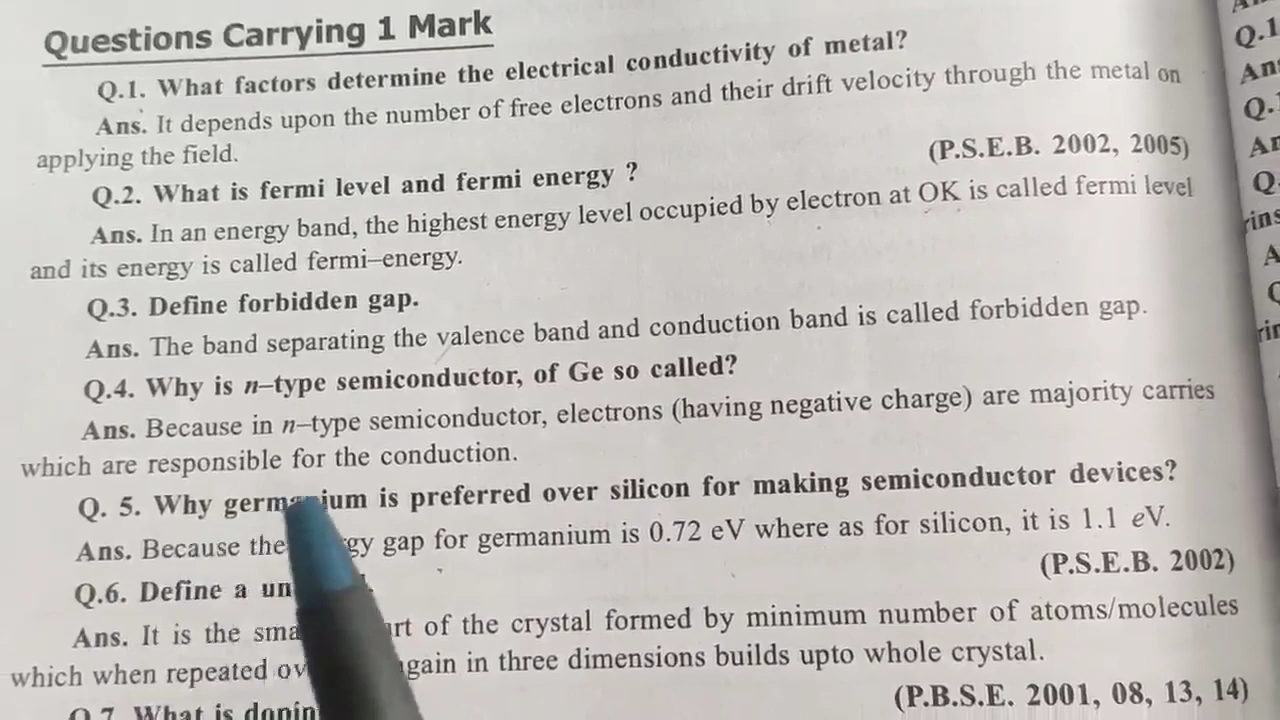 Questions Carrying 1 Mark
Q.1. What factors determine the electrical conductivity of metal?
Ans. It depends upon the number of free electrons and their drift velocity through the metal on
applying the field.
(P.S.E.B. 2002, 2005)
Q.2. What is fermi level and fermi energy ?
Ans. In an energy band, the highest energy level occupied by electron at OK is called fermi level
and its energy is called fermi–energy.
Q.3. Define forbidden gap.
Ans. The band separating the valence band and conduction band is called forbidden gap.
Q.4. Why is n–type semiconductor, of Ge so called?
Ans. Because in n–type semiconductor, electrons (having negative charge) are majority carries
which are responsible for the conduction.
Q. 5. Why germanium is preferred over silicon for making semiconductor devices?
Ans. Because the gap for germanium is 0.72 eV where as for silicon, it is 1.1 eV.
(P.S.E.B. 2002)
Q.6. Define a
Ans. It is the of the crystal formed by minimum number of atoms/molecules
which when repeated in three dimensions builds upto whole crystal.
(P.B.S.E. 2001, 08, 13, 14)
Q.7. What is
Q.1